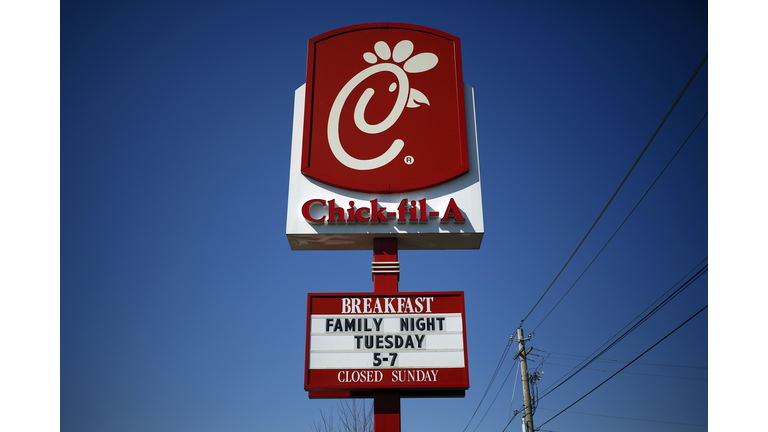 ®
Chick-fil-A
BREAKFAST
FAMILY NIGHT
TUESDAY
5-7
CLOSED SUNDAY